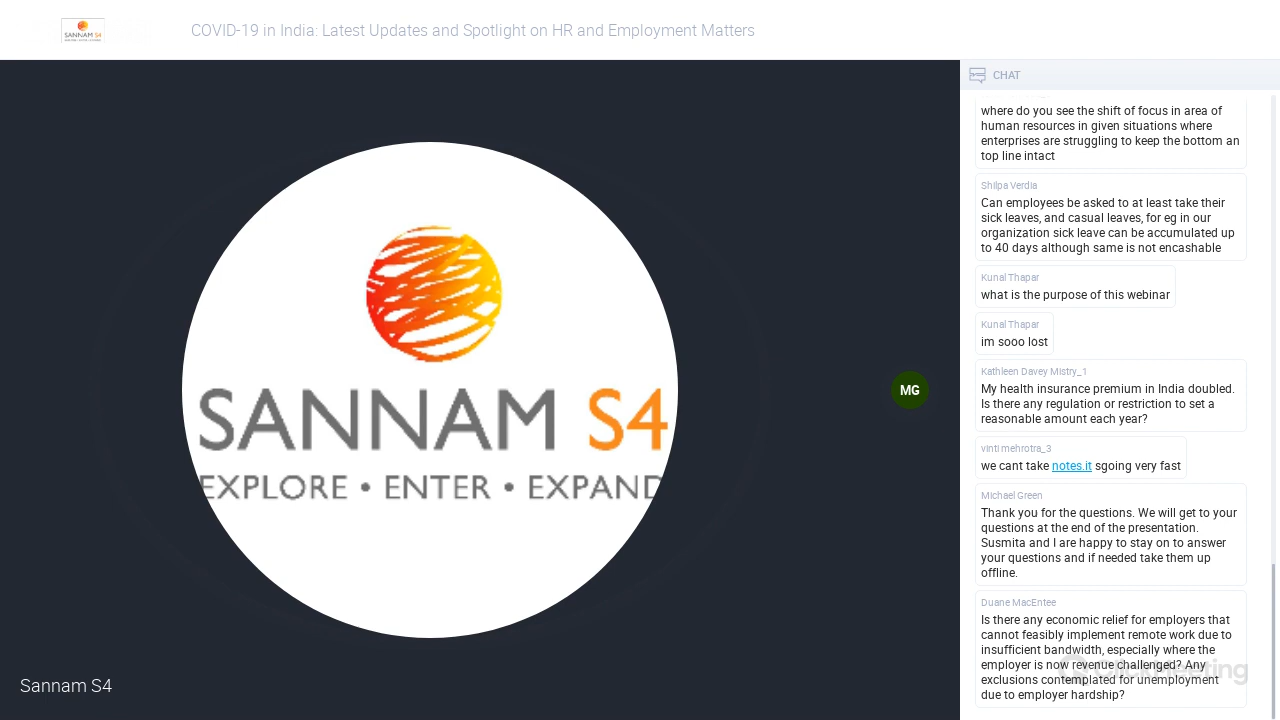 SANNAM S4
COVID-19 in India: Latest Updates and Spotlight on HR and Employment Matters
SANNAM S4
EXPLORE • ENTER • EXPAND
MG
Sannam S4
CHAT
where do you see the shift of focus in area of
human resources in given situations where
enterprises are struggling to keep the bottom an
top line intact
Shilpa Verdia
Can employees be asked to at least take their
sick leaves, and casual leaves, for eg in our
organization sick leave can be accumulated up
to 40 days although same is not encashable
Kunal Thapar
what is the purpose of this webinar
Kunal Thapar
im sooo lost
Kathleen Davey Mistry_1
My health insurance premium in India doubled.
Is there any regulation or restriction to set a
reasonable amount each year?
vinti mehrotra_3
we cant take notes.it sgoing very fast
Michael Green
Thank you for the questions. We will get to your
questions at the end of the presentation.
Susmita and I are happy to stay on to answer
your questions and if needed take them up
offline.
Duane MacEntee
Is there any economic relief for employers that
cannot feasibly implement remote work due to
insufficient bandwidth, especially where the
employer is now revenue challenged? Any
exclusions contemplated for unemployment
due to employer hardship?
ClickMeeting